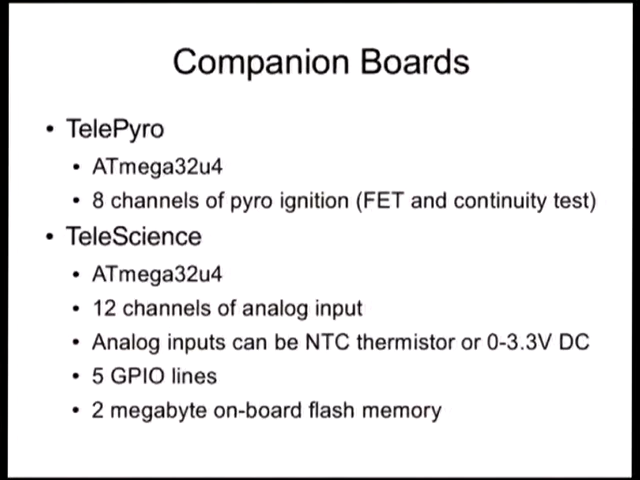 Companion Boards
• TelePyro
• ATmega32u4
• 8 channels of pyro ignition (FET and continuity test)
• TeleScience
• ATmega32u4
• 12 channels of analog input
• Analog inputs can be NTC thermistor or 0-3.3V DC
• 5 GPIO lines
• 2 megabyte on-board flash memory